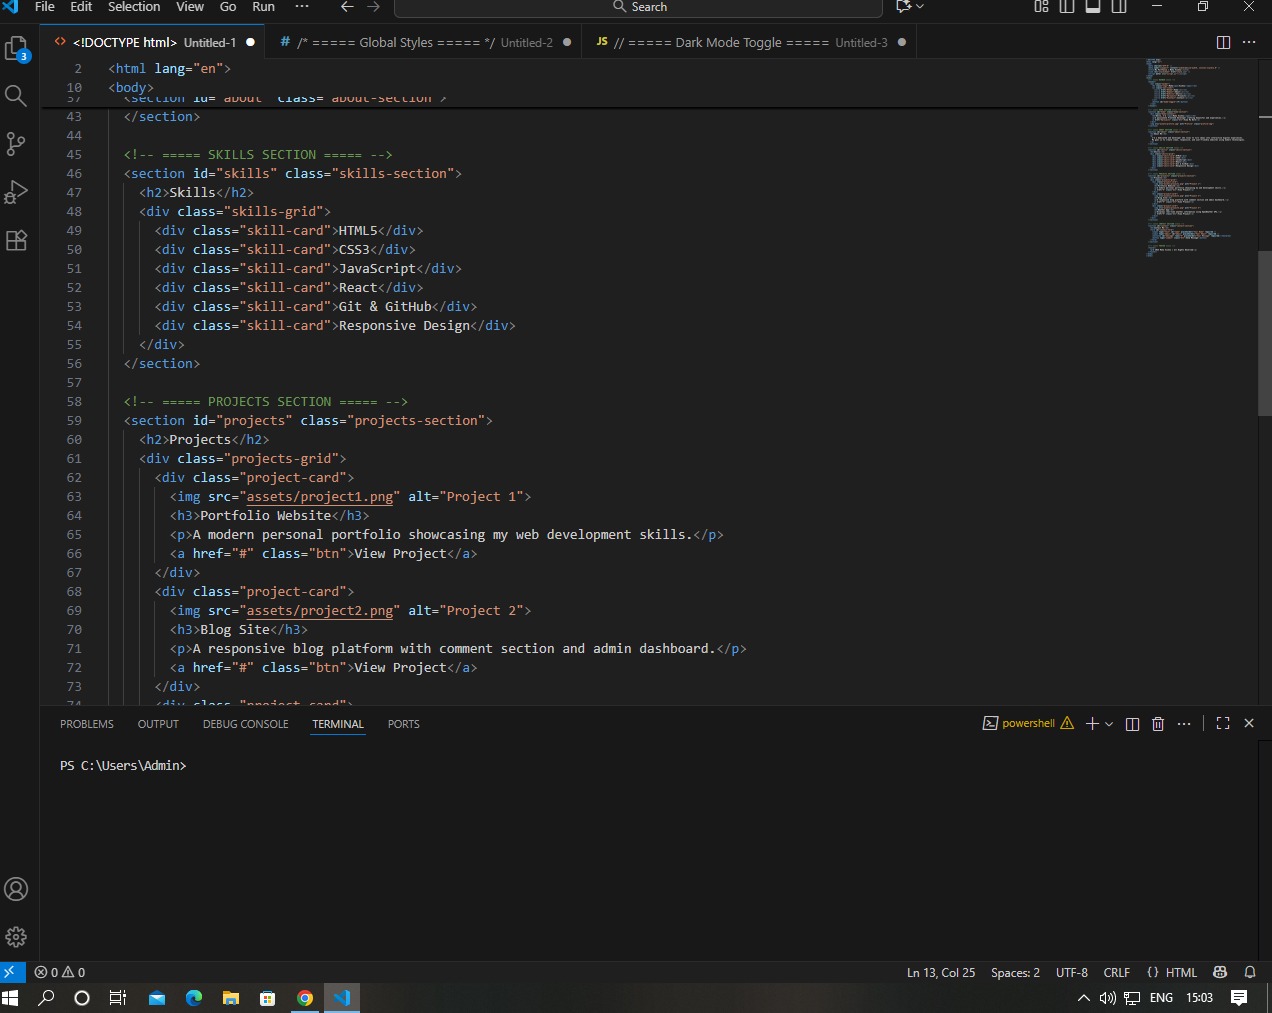 File Edit Selection View Go Run ··· Search
<!DOCTYPE html> Untitled-1 # /* ===== Global Styles ===== */ Untitled-2 JS // ===== Dark Mode Toggle ===== Untitled-3
3
2 <html lang="en">
10 <body>
37 <section id="about" class="about-section">
43 </section>
44
45 <!-- ===== SKILLS SECTION ===== -->
46 <section id="skills" class="skills-section">
47 <h2>Skills</h2>
48 <div class="skills-grid">
49 <div class="skill-card">HTML5</div>
50 <div class="skill-card">CSS3</div>
51 <div class="skill-card">JavaScript</div>
52 <div class="skill-card">React</div>
53 <div class="skill-card">Git & GitHub</div>
54 <div class="skill-card">Responsive Design</div>
55 </div>
56 </section>
57
58 <!-- ===== PROJECTS SECTION ===== -->
59 <section id="projects" class="projects-section">
60 <h2>Projects</h2>
61 <div class="projects-grid">
62 <div class="project-card">
63 <img src="assets/project1.png" alt="Project 1">
64 <h3>Portfolio Website</h3>
65 <p>A modern personal portfolio showcasing my web development skills.</p>
66 <a href="#" class="btn">View Project</a>
67 </div>
68 <div class="project-card">
69 <img src="assets/project2.png" alt="Project 2">
70 <h3>Blog Site</h3>
71 <p>A responsive blog platform with comment section and admin dashboard.</p>
72 <a href="#" class="btn">View Project</a>
73 </div>
74 <div class="project-card">
PROBLEMS OUTPUT DEBUG CONSOLE TERMINAL PORTS powershell
PS C:\Users\Admin>
0 0 Ln 13, Col 25 Spaces: 2 UTF-8 CRLF {} HTML
ENG 15:03